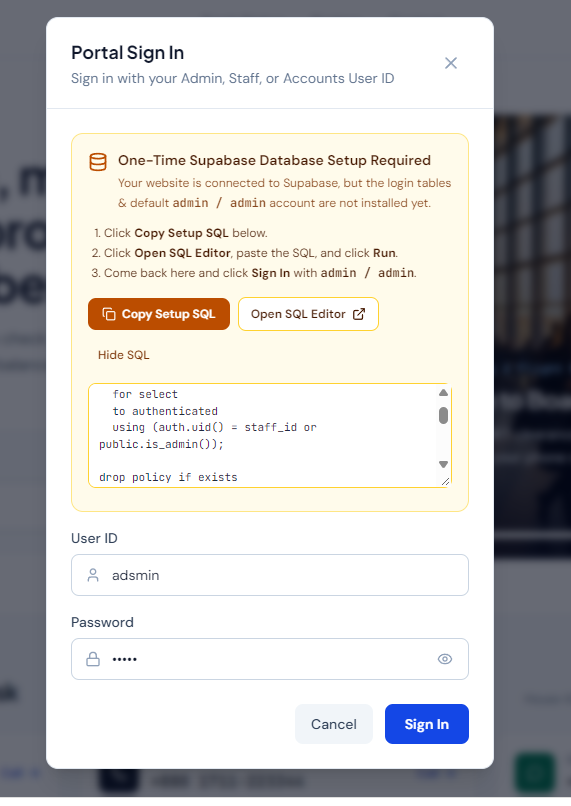 Portal Sign In
Sign in with your Admin, Staff, or Accounts User ID
One-Time Supabase Database Setup Required
Your website is connected to Supabase, but the login tables
& default admin / admin account are not installed yet.
1. Click Copy Setup SQL below.
2. Click Open SQL Editor, paste the SQL, and click Run.
3. Come back here and click Sign In with admin / admin.
Copy Setup SQL
Open SQL Editor
Hide SQL
for select
to authenticated
using (auth.uid() = staff_id or
public.is_admin());
drop policy if exists
User ID
adsmin
Password
•••••
Cancel
Sign In